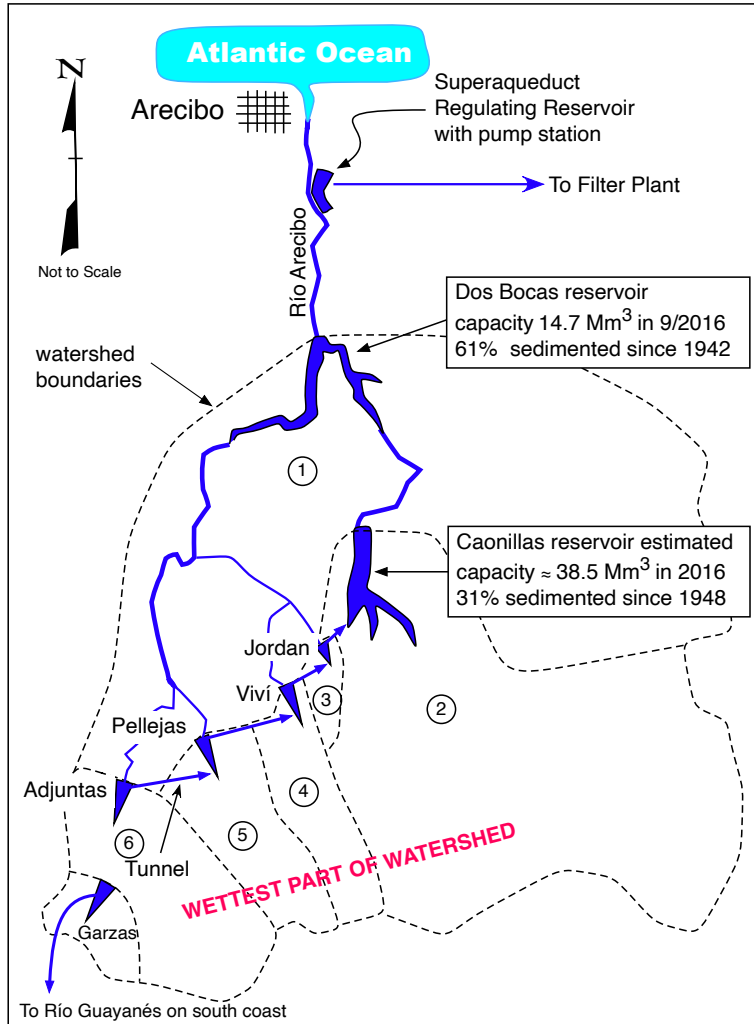 Atlantic Ocean
N
Arecibo
Superaqueduct
Regulating Reservoir
with pump station
To Filter Plant
Not to Scale
Río Arecibo
Dos Bocas reservoir
capacity 14.7 Mm³ in 9/2016
61% sedimented since 1942
watershed
boundaries
1
Caonillas reservoir estimated
capacity ≈ 38.5 Mm³ in 2016
31% sedimented since 1948
Jordan
Viví
3
2
Pellejas
Adjuntas
4
5
6
Tunnel
WETTEST PART OF WATERSHED
Garzas
To Río Guayanés on south coast